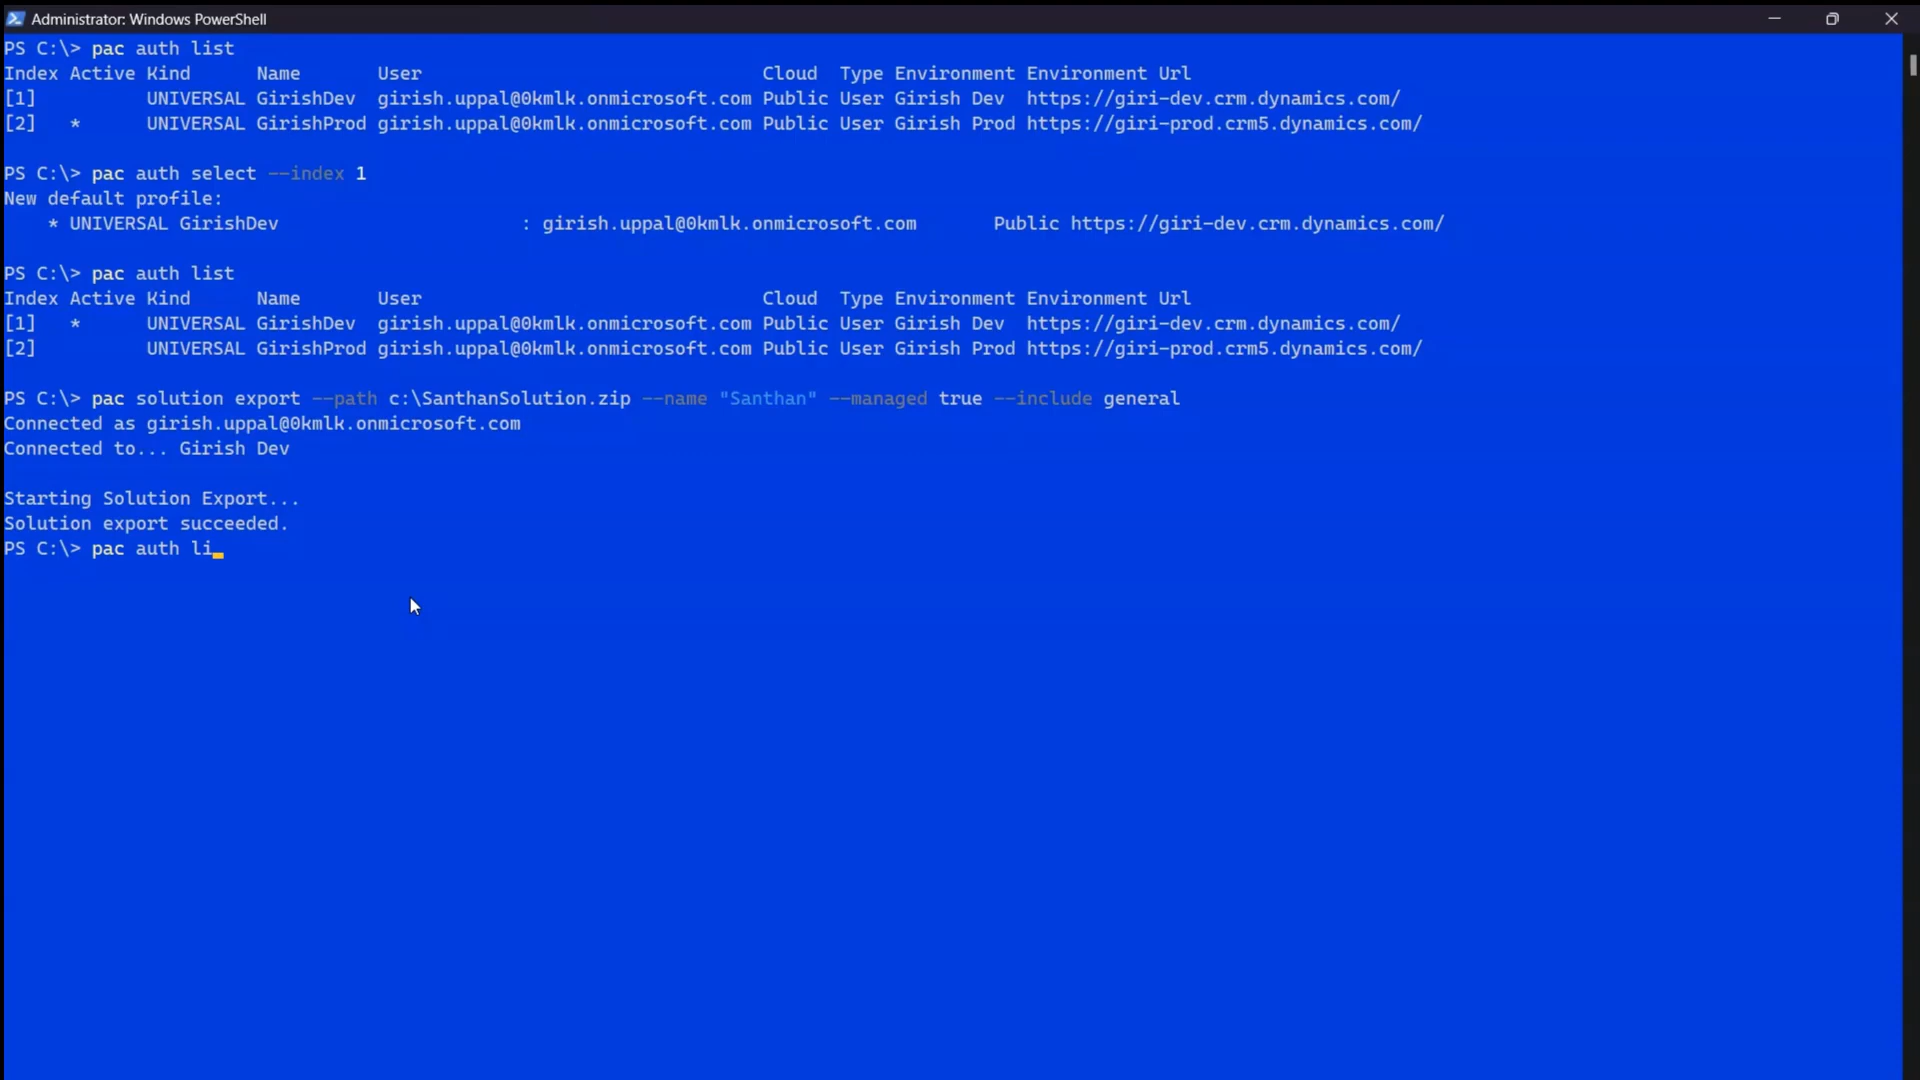 Administrator: Windows PowerShell
PS C:\> pac auth list
Index Active Kind      Name       User                               Cloud  Type Environment Environment Url
[1]          UNIVERSAL GirishDev  girish.uppal@0kmlk.onmicrosoft.com Public User Girish Dev  https://giri-dev.crm.dynamics.com/
[2]   *      UNIVERSAL GirishProd girish.uppal@0kmlk.onmicrosoft.com Public User Girish Prod https://giri-prod.crm5.dynamics.com/
PS C:\> pac auth select --index 1
New default profile:
    * UNIVERSAL GirishDev                      : girish.uppal@0kmlk.onmicrosoft.com       Public https://giri-dev.crm.dynamics.com/
PS C:\> pac auth list
Index Active Kind      Name       User                               Cloud  Type Environment Environment Url
[1]   *      UNIVERSAL GirishDev  girish.uppal@0kmlk.onmicrosoft.com Public User Girish Dev  https://giri-dev.crm.dynamics.com/
[2]          UNIVERSAL GirishProd girish.uppal@0kmlk.onmicrosoft.com Public User Girish Prod https://giri-prod.crm5.dynamics.com/
PS C:\> pac solution export --path c:\SanthanSolution.zip --name "Santhan" --managed true --include general
Connected as girish.uppal@0kmlk.onmicrosoft.com
Connected to... Girish Dev
Starting Solution Export...
Solution export succeeded.
PS C:\> pac auth li